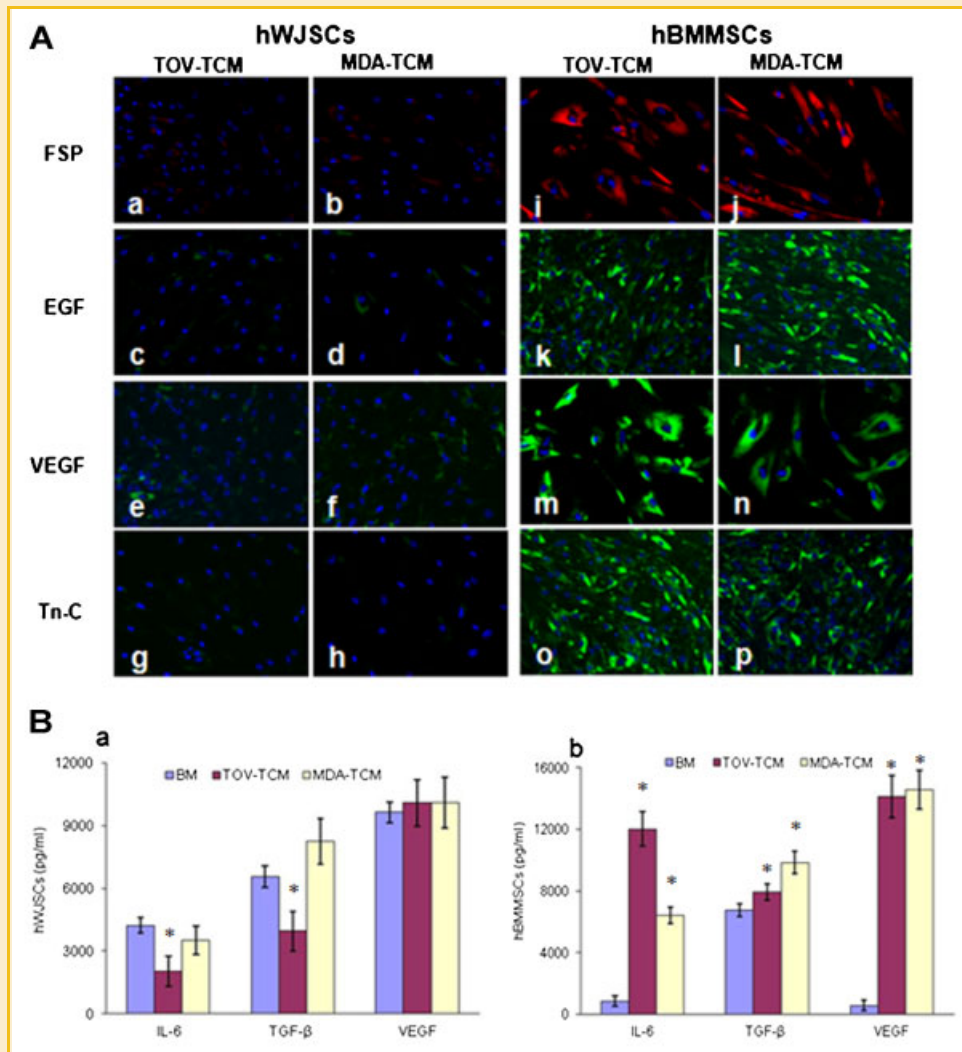 A
hWJSCs hBMMSCs
TOV-TCM MDA-TCM TOV-TCM MDA-TCM
FSP
a b i j
EGF
c d k l
VEGF
e f m n
Tn-C
g h o p
B
a
BM TOV-TCM MDA-TCM
hWJSCs (pg/ml)
12000
9000
6000
3000
0
* *
IL-6 TGF-β VEGF
b
BM TOV-TCM MDA-TCM
hBMMSCs (pg/ml)
16000
12000
8000
4000
0
* * * * * *
IL-6 TGF-β VEGF